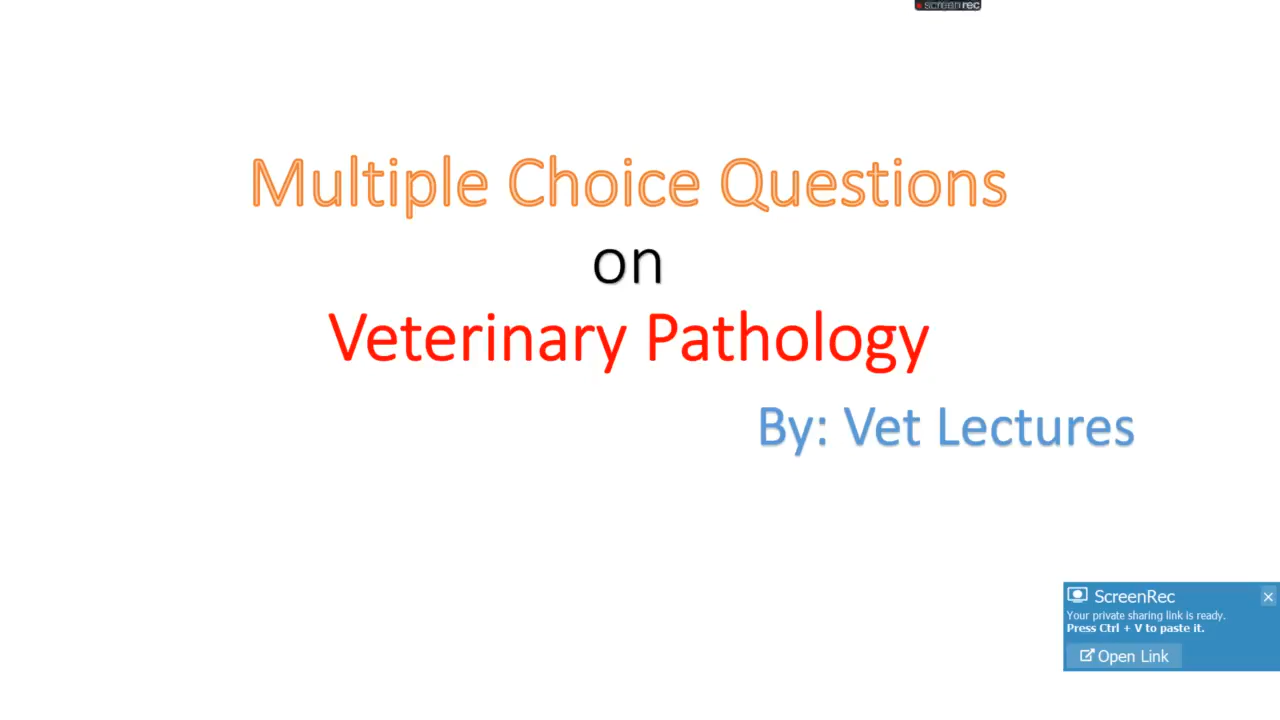 screenrec
Multiple Choice Questions
on
Veterinary Pathology
By: Vet Lectures
ScreenRec
Your private sharing link is ready.
Press Ctrl + V to paste it.
Open Link